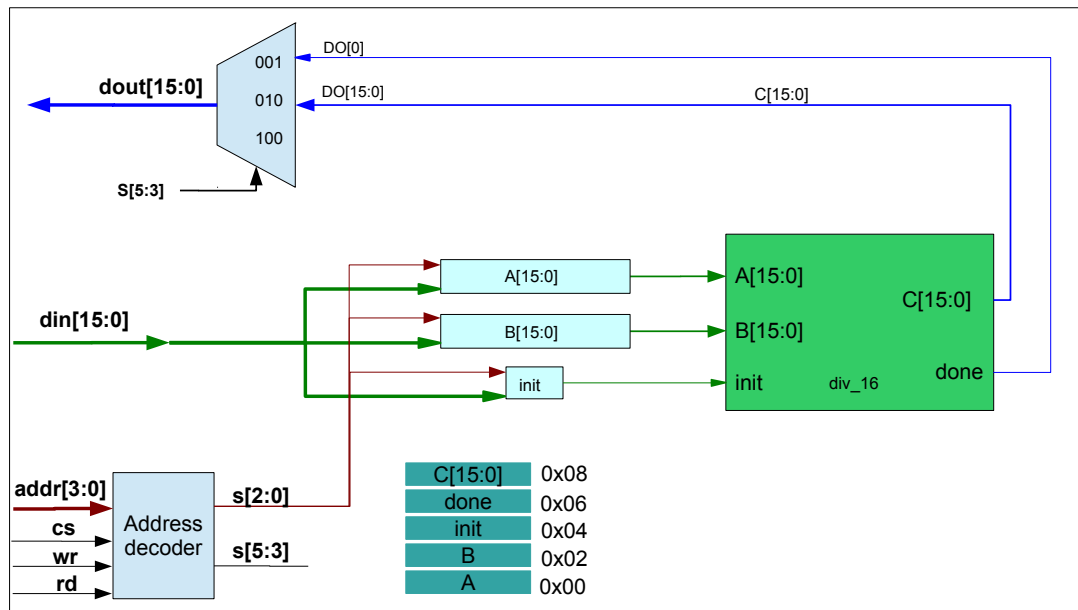 DO[0]
001
dout[15:0]
DO[15:0]
C[15:0]
010
100
S[5:3]
A[15:0]
A[15:0]
C[15:0]
din[15:0]
B[15:0]
B[15:0]
init
init
div_16
done
addr[3:0]
cs
wr
rd
Address
decoder
s[2:0]
s[5:3]
C[15:0] 0x08
done 0x06
init 0x04
B 0x02
A 0x00